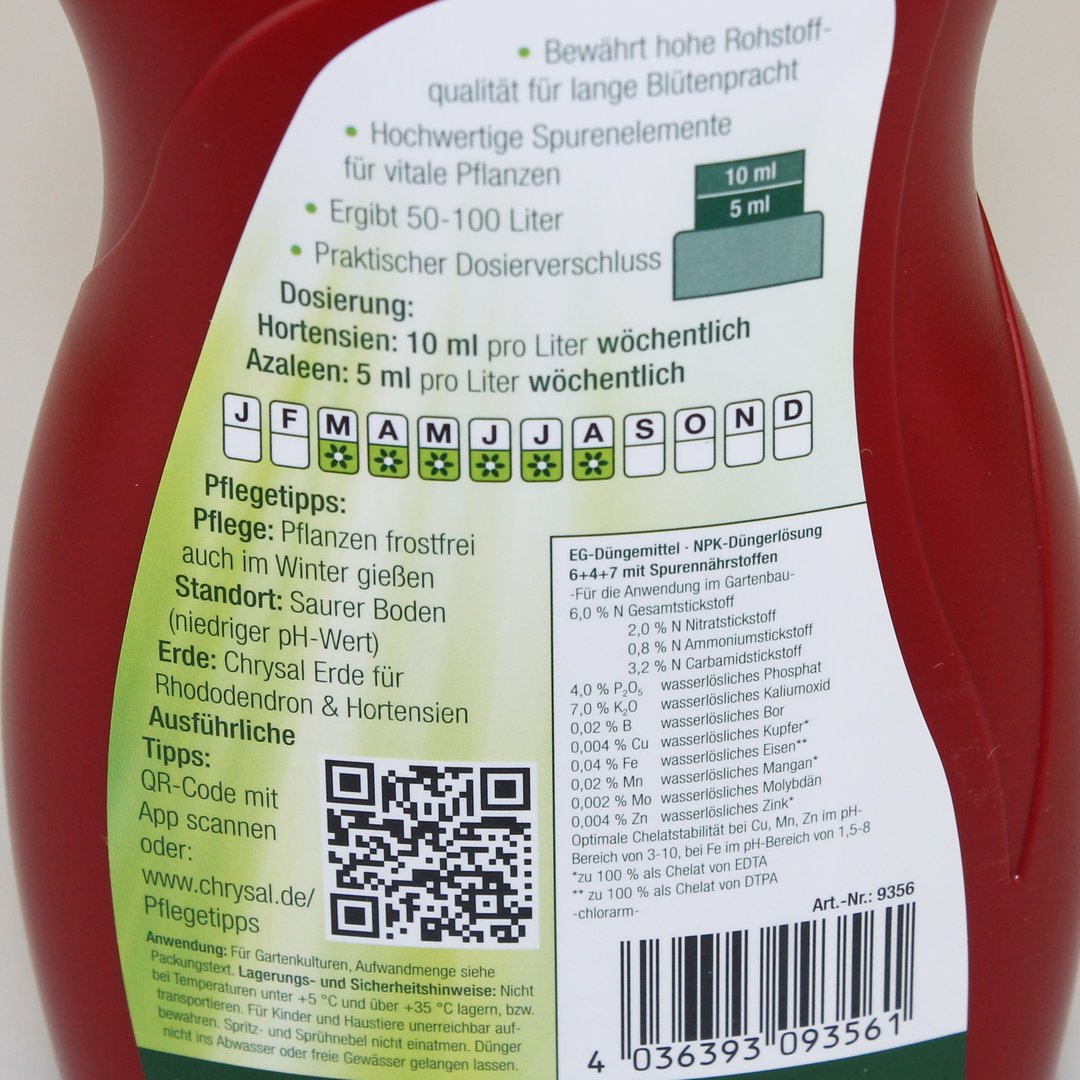 • Bewährt hohe Rohstoff-
qualität für lange Blütenpracht
• Hochwertige Spurenelemente
für vitale Pflanzen
• Ergibt 50-100 Liter
• Praktischer Dosierverschluss
10 ml
5 ml
Dosierung:
Hortensien: 10 ml pro Liter wöchentlich
Azaleen: 5 ml pro Liter wöchentlich
J F M A M J J A S O N D
Pflegetipps:
Pflege: Pflanzen frostfrei
auch im Winter gießen
Standort: Saurer Boden
(niedriger pH-Wert)
Erde: Chrysal Erde für
Rhododendron & Hortensien
Ausführliche
Tipps:
QR-Code mit
App scannen
oder:
www.chrysal.de/
Pflegetipps
Anwendung: Für Gartenkulturen, Aufwandmenge siehe
Packungstext. Lagerungs- und Sicherheitshinweise: Nicht
bei Temperaturen unter +5 °C und über +35 °C lagern, bzw.
transportieren. Für Kinder und Haustiere unerreichbar auf-
bewahren. Spritz- und Sprühnebel nicht einatmen. Dünger
nicht ins Abwasser oder freie Gewässer gelangen lassen.
EG-Düngemittel · NPK-Düngerlösung
6+4+7 mit Spurennährstoffen
-Für die Anwendung im Gartenbau-
6,0 % N Gesamtstickstoff
2,0 % N Nitratstickstoff
0,8 % N Ammoniumstickstoff
3,2 % N Carbamidstickstoff
4,0 % P₂O₅ wasserlösliches Phosphat
7,0 % K₂O wasserlösliches Kaliumoxid
0,02 % B wasserlösliches Bor
0,004 % Cu wasserlösliches Kupfer*
0,04 % Fe wasserlösliches Eisen**
0,02 % Mn wasserlösliches Mangan*
0,002 % Mo wasserlösliches Molybdän
0,004 % Zn wasserlösliches Zink*
Optimale Chelatstabilität bei Cu, Mn, Zn im pH-
Bereich von 3-10, bei Fe im pH-Bereich von 1,5-8
*zu 100 % als Chelat von EDTA
** zu 100 % als Chelat von DTPA
-chlorarm-
Art.-Nr.: 9356
4 036393 093561